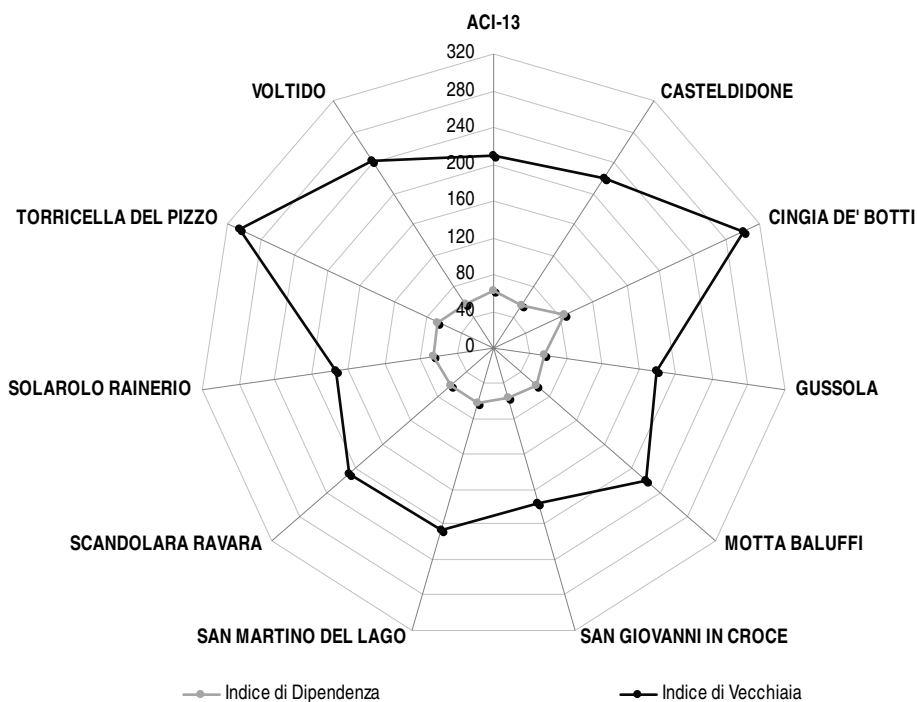 ACI-13
320
280
240
200
160
120
80
40
0
CASTELDIDONE
CINGIA DE' BOTTI
GUSSOLA
MOTTA BALUFFI
SAN GIOVANNI IN CROCE
SAN MARTINO DEL LAGO
SCANDOLARA RAVARA
SOLAROLO RAINERIO
TORRICELLA DEL PIZZO
VOLTIDO
Indice di Dipendenza
Indice di Vecchiaia